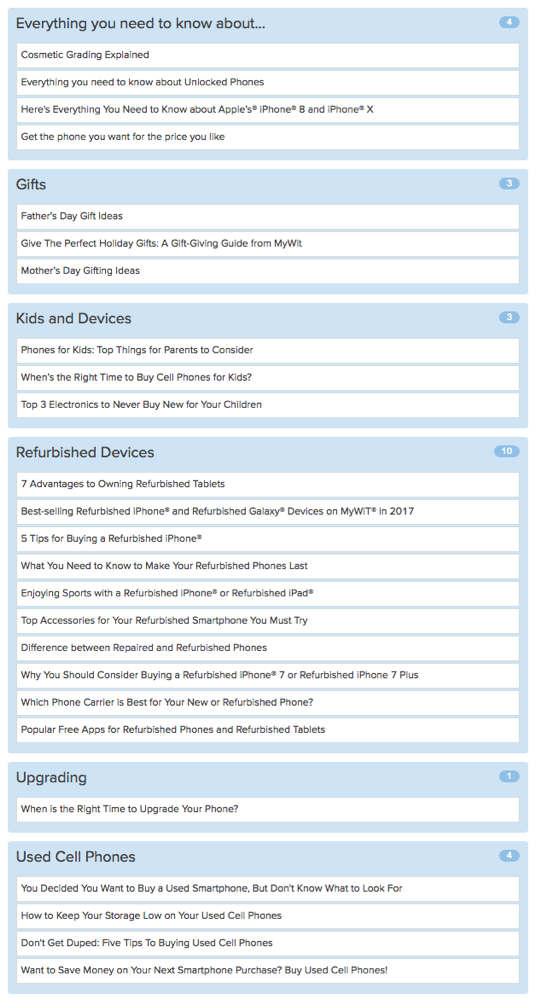 Everything you need to know about... 4
Cosmetic Grading Explained
Everything you need to know about Unlocked Phones
Here's Everything You Need to Know about Apple's® iPhone® 8 and iPhone® X
Get the phone you want for the price you like
Gifts 3
Father's Day Gift Ideas
Give The Perfect Holiday Gifts: A Gift-Giving Guide from MyWit
Mother's Day Gifting Ideas
Kids and Devices 3
Phones for Kids: Top Things for Parents to Consider
When's the Right Time to Buy Cell Phones for Kids?
Top 3 Electronics to Never Buy New for Your Children
Refurbished Devices 10
7 Advantages to Owning Refurbished Tablets
Best-selling Refurbished iPhone® and Refurbished Galaxy® Devices on MyWiT® in 2017
5 Tips for Buying a Refurbished iPhone®
What You Need to Know to Make Your Refurbished Phones Last
Enjoying Sports with a Refurbished iPhone® or Refurbished iPad®
Top Accessories for Your Refurbished Smartphone You Must Try
Difference between Repaired and Refurbished Phones
Why You Should Consider Buying a Refurbished iPhone® 7 or Refurbished iPhone 7 Plus
Which Phone Carrier is Best for Your New or Refurbished Phone?
Popular Free Apps for Refurbished Phones and Refurbished Tablets
Upgrading 1
When is the Right Time to Upgrade Your Phone?
Used Cell Phones 4
You Decided You Want to Buy a Used Smartphone, But Don't Know What to Look For
How to Keep Your Storage Low on Your Used Cell Phones
Don't Get Duped: Five Tips To Buying Used Cell Phones
Want to Save Money on Your Next Smartphone Purchase? Buy Used Cell Phones!